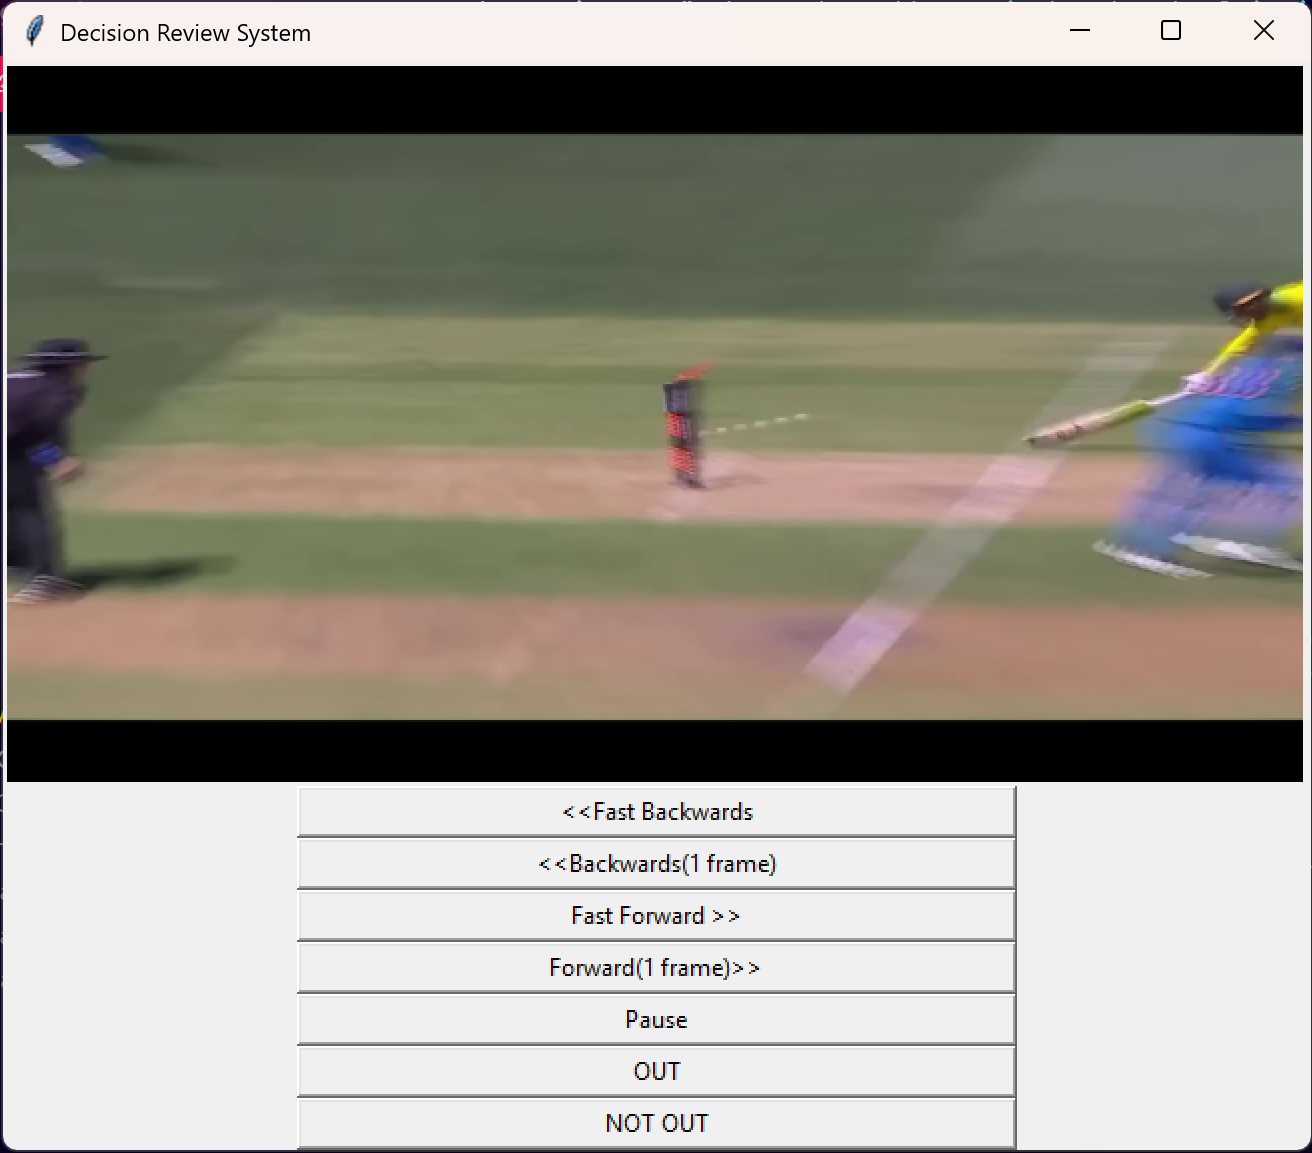 Decision Review System
<<Fast Backwards
<<Backwards(1 frame)
Fast Forward >>
Forward(1 frame)>>
Pause
OUT
NOT OUT